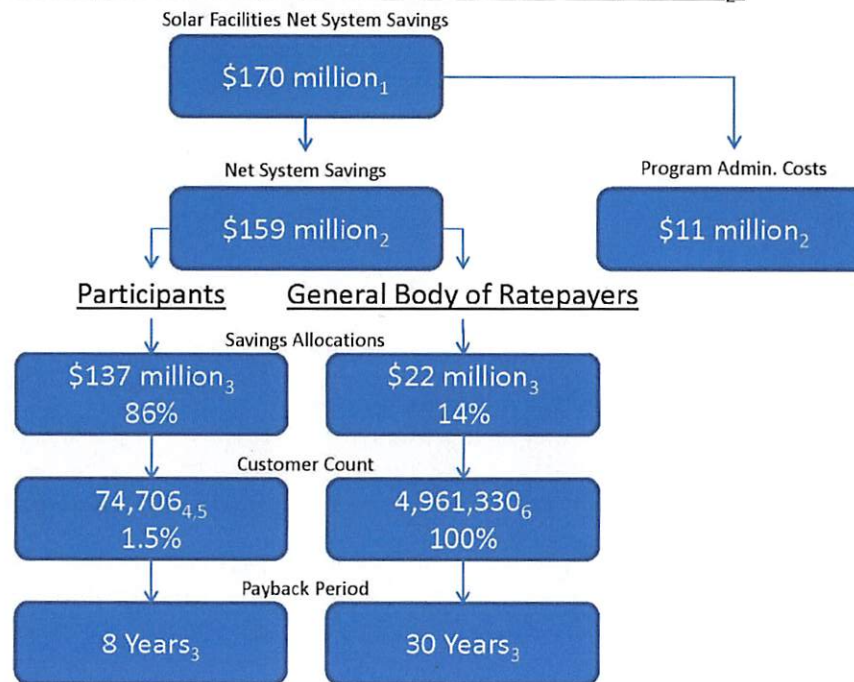 Solar Facilities Net System Savings
$170 million1
Net System Savings
Program Admin. Costs
$159 million2
$11 million2
Participants
General Body of Ratepayers
Savings Allocations
$137 million3
86%
$22 million3
14%
Customer Count
74,7064,5
1.5%
4,961,3306
100%
Payback Period
8 Years3
30 Years3